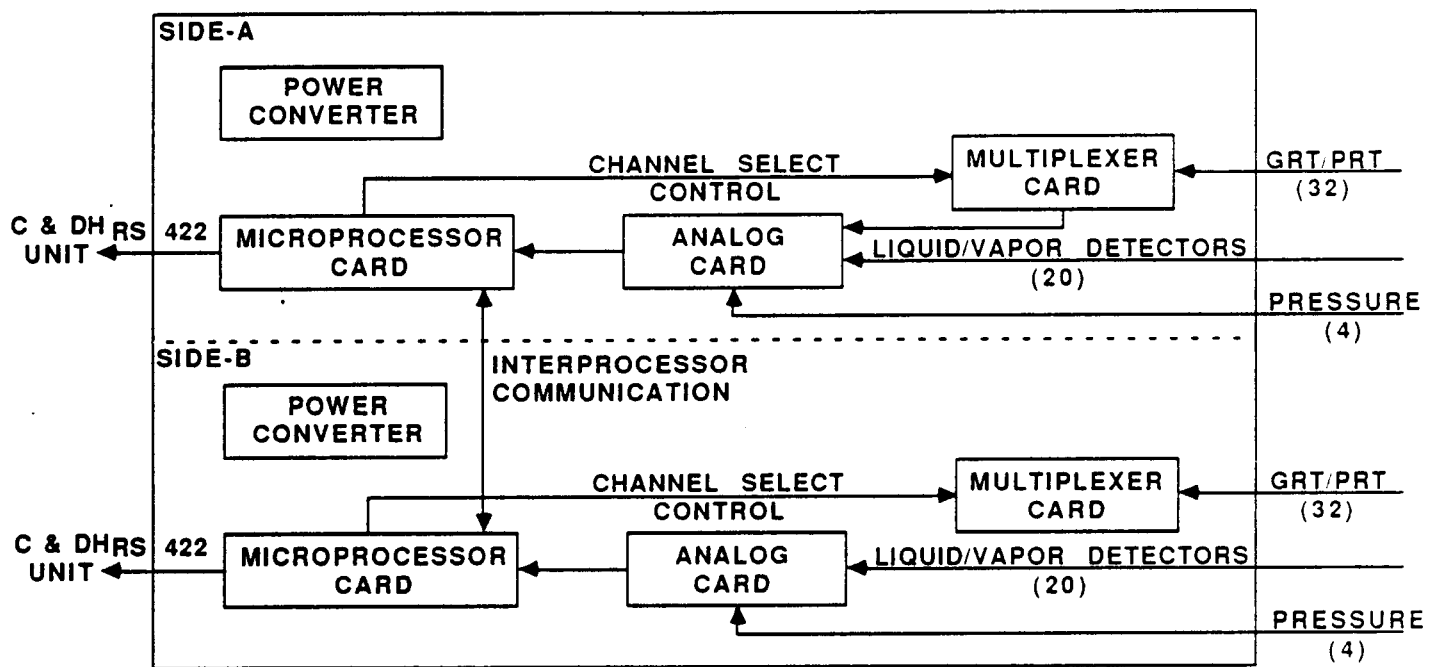 SIDE-A
POWER
CONVERTER
CHANNEL SELECT
CONTROL
MULTIPLEXER
CARD
GRT/PRT
(32)
C & DH
UNIT
RS 422
MICROPROCESSOR
CARD
ANALOG
CARD
LIQUID/VAPOR DETECTORS
(20)
PRESSURE
(4)
SIDE-B
INTERPROCESSOR
COMMUNICATION
POWER
CONVERTER
CHANNEL SELECT
CONTROL
MULTIPLEXER
CARD
GRT/PRT
(32)
C & DH
UNIT
RS 422
MICROPROCESSOR
CARD
ANALOG
CARD
LIQUID/VAPOR DETECTORS
(20)
PRESSURE
(4)